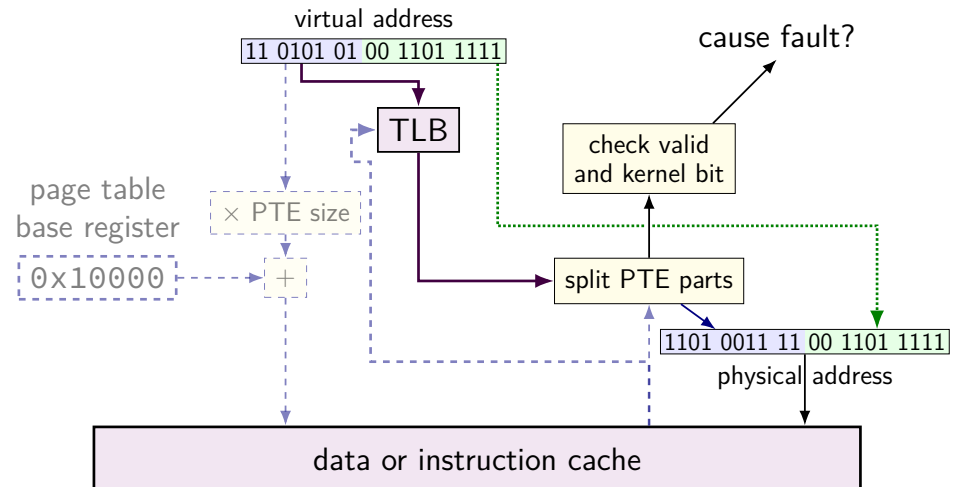 virtual address
11 0101 01 00 1101 1111
cause fault?
TLB
check valid
and kernel bit
page table
base register
× PTE size
0x10000
+
split PTE parts
1101 0011 11 00 1101 1111
physical address
data or instruction cache